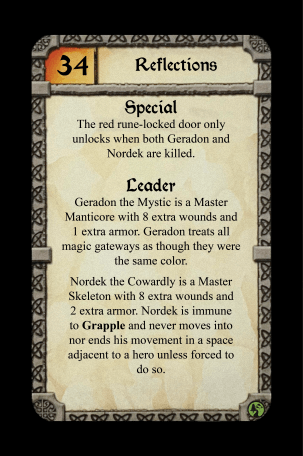 34
Reflections
Special
The red rune-locked door only
unlocks when both Geradon and
Nordek are killed.
Leader
Geradon the Mystic is a Master
Manticore with 8 extra wounds and
1 extra armor. Geradon treats all
magic gateways as though they were
the same color.
Nordek the Cowardly is a Master
Skeleton with 8 extra wounds and
2 extra armor. Nordek is immune
to Grapple and never moves into
nor ends his movement in a space
adjacent to a hero unless forced to
do so.